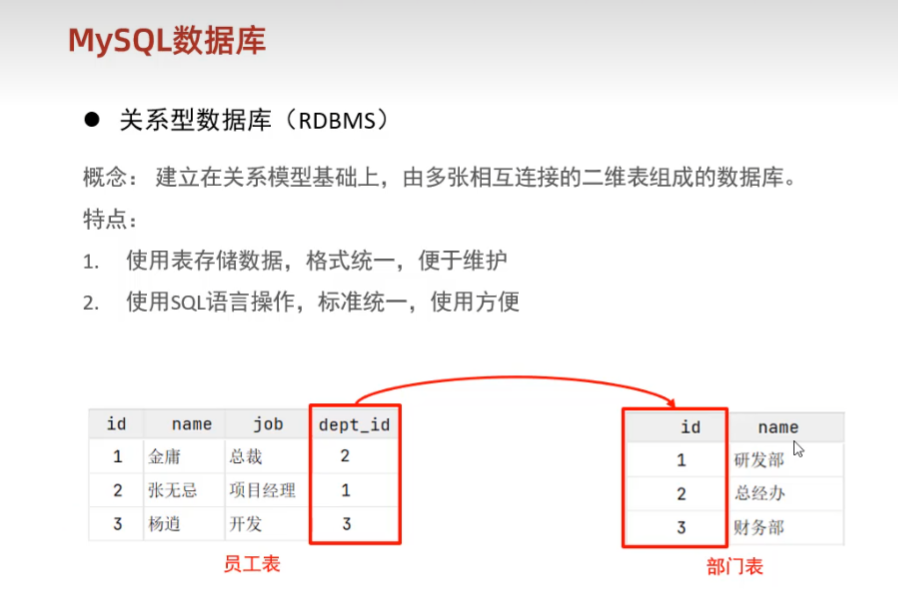 MySQL数据库
● 关系型数据库（RDBMS）
概念： 建立在关系模型基础上，由多张相互连接的二维表组成的数据库。
特点：
1. 使用表存储数据，格式统一，便于维护
2. 使用SQL语言操作，标准统一，使用方便
id name job dept_id
1 金庸 总裁 2
2 张无忌 项目经理 1
3 杨逍 开发 3
员工表
id name
1 研发部
2 总经办
3 财务部
部门表